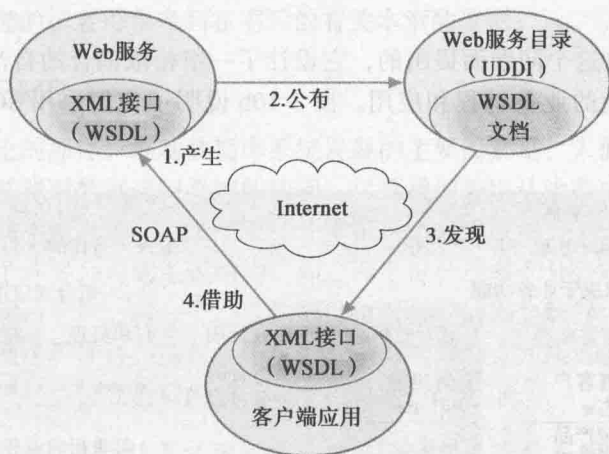 Web服务
XML接口
(WSDL)
Web服务目录
(UDDI)
WSDL
文档
2.公布
1.产生
Internet
SOAP
3.发现
4.借助
XML接口
(WSDL)
客户端应用